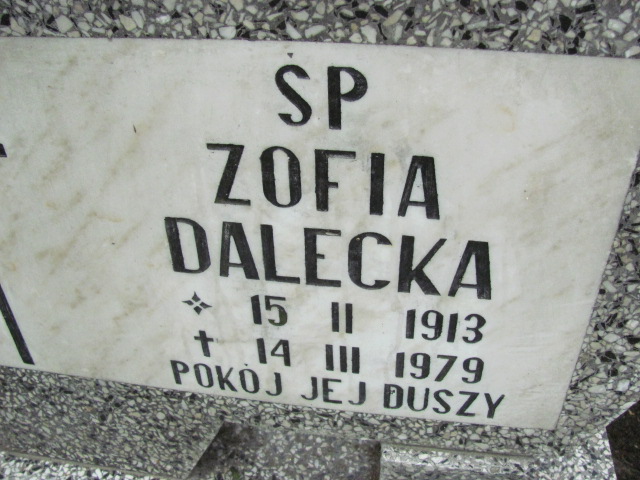 ŚP
ZOFIA
DALECKA
15 II 1913
14 III 1979
POKÓJ JEJ DUSZY